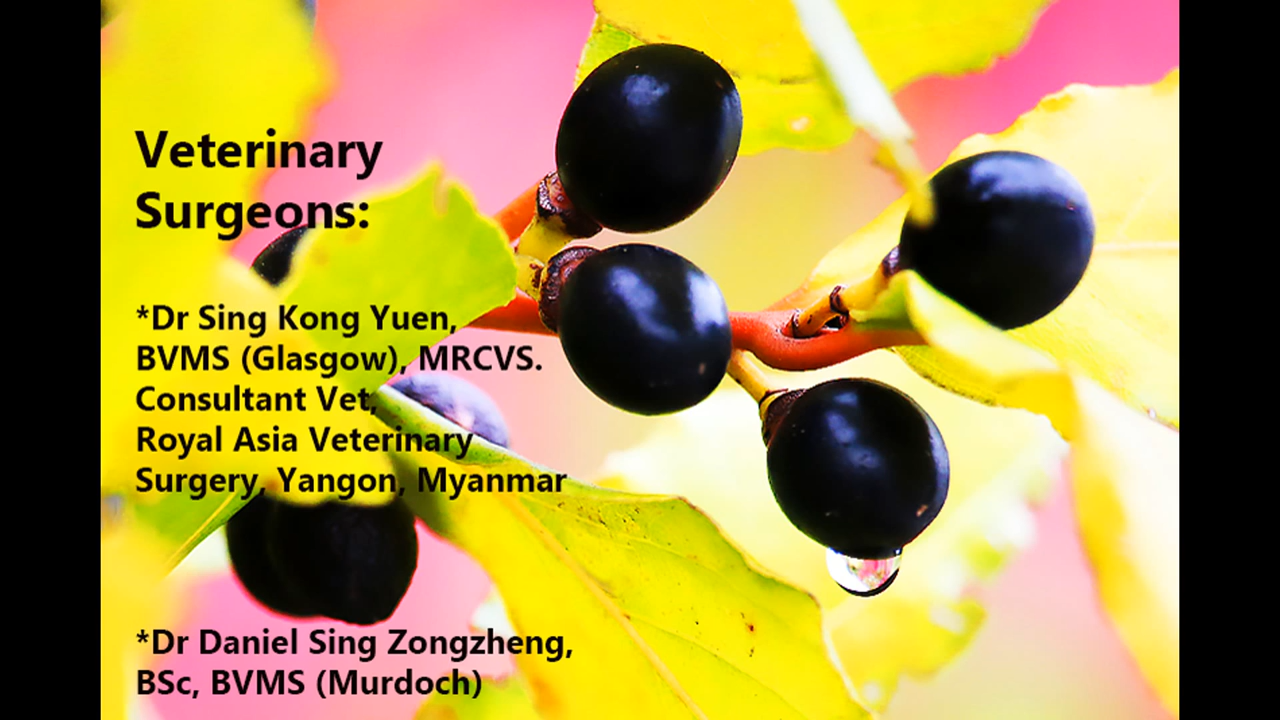 Veterinary
Surgeons:
*Dr Sing Kong Yuen,
BVMS (Glasgow), MRCVS.
Consultant Vet,
Royal Asia Veterinary
Surgery, Yangon, Myanmar
*Dr Daniel Sing Zongzheng,
BSc, BVMS (Murdoch)